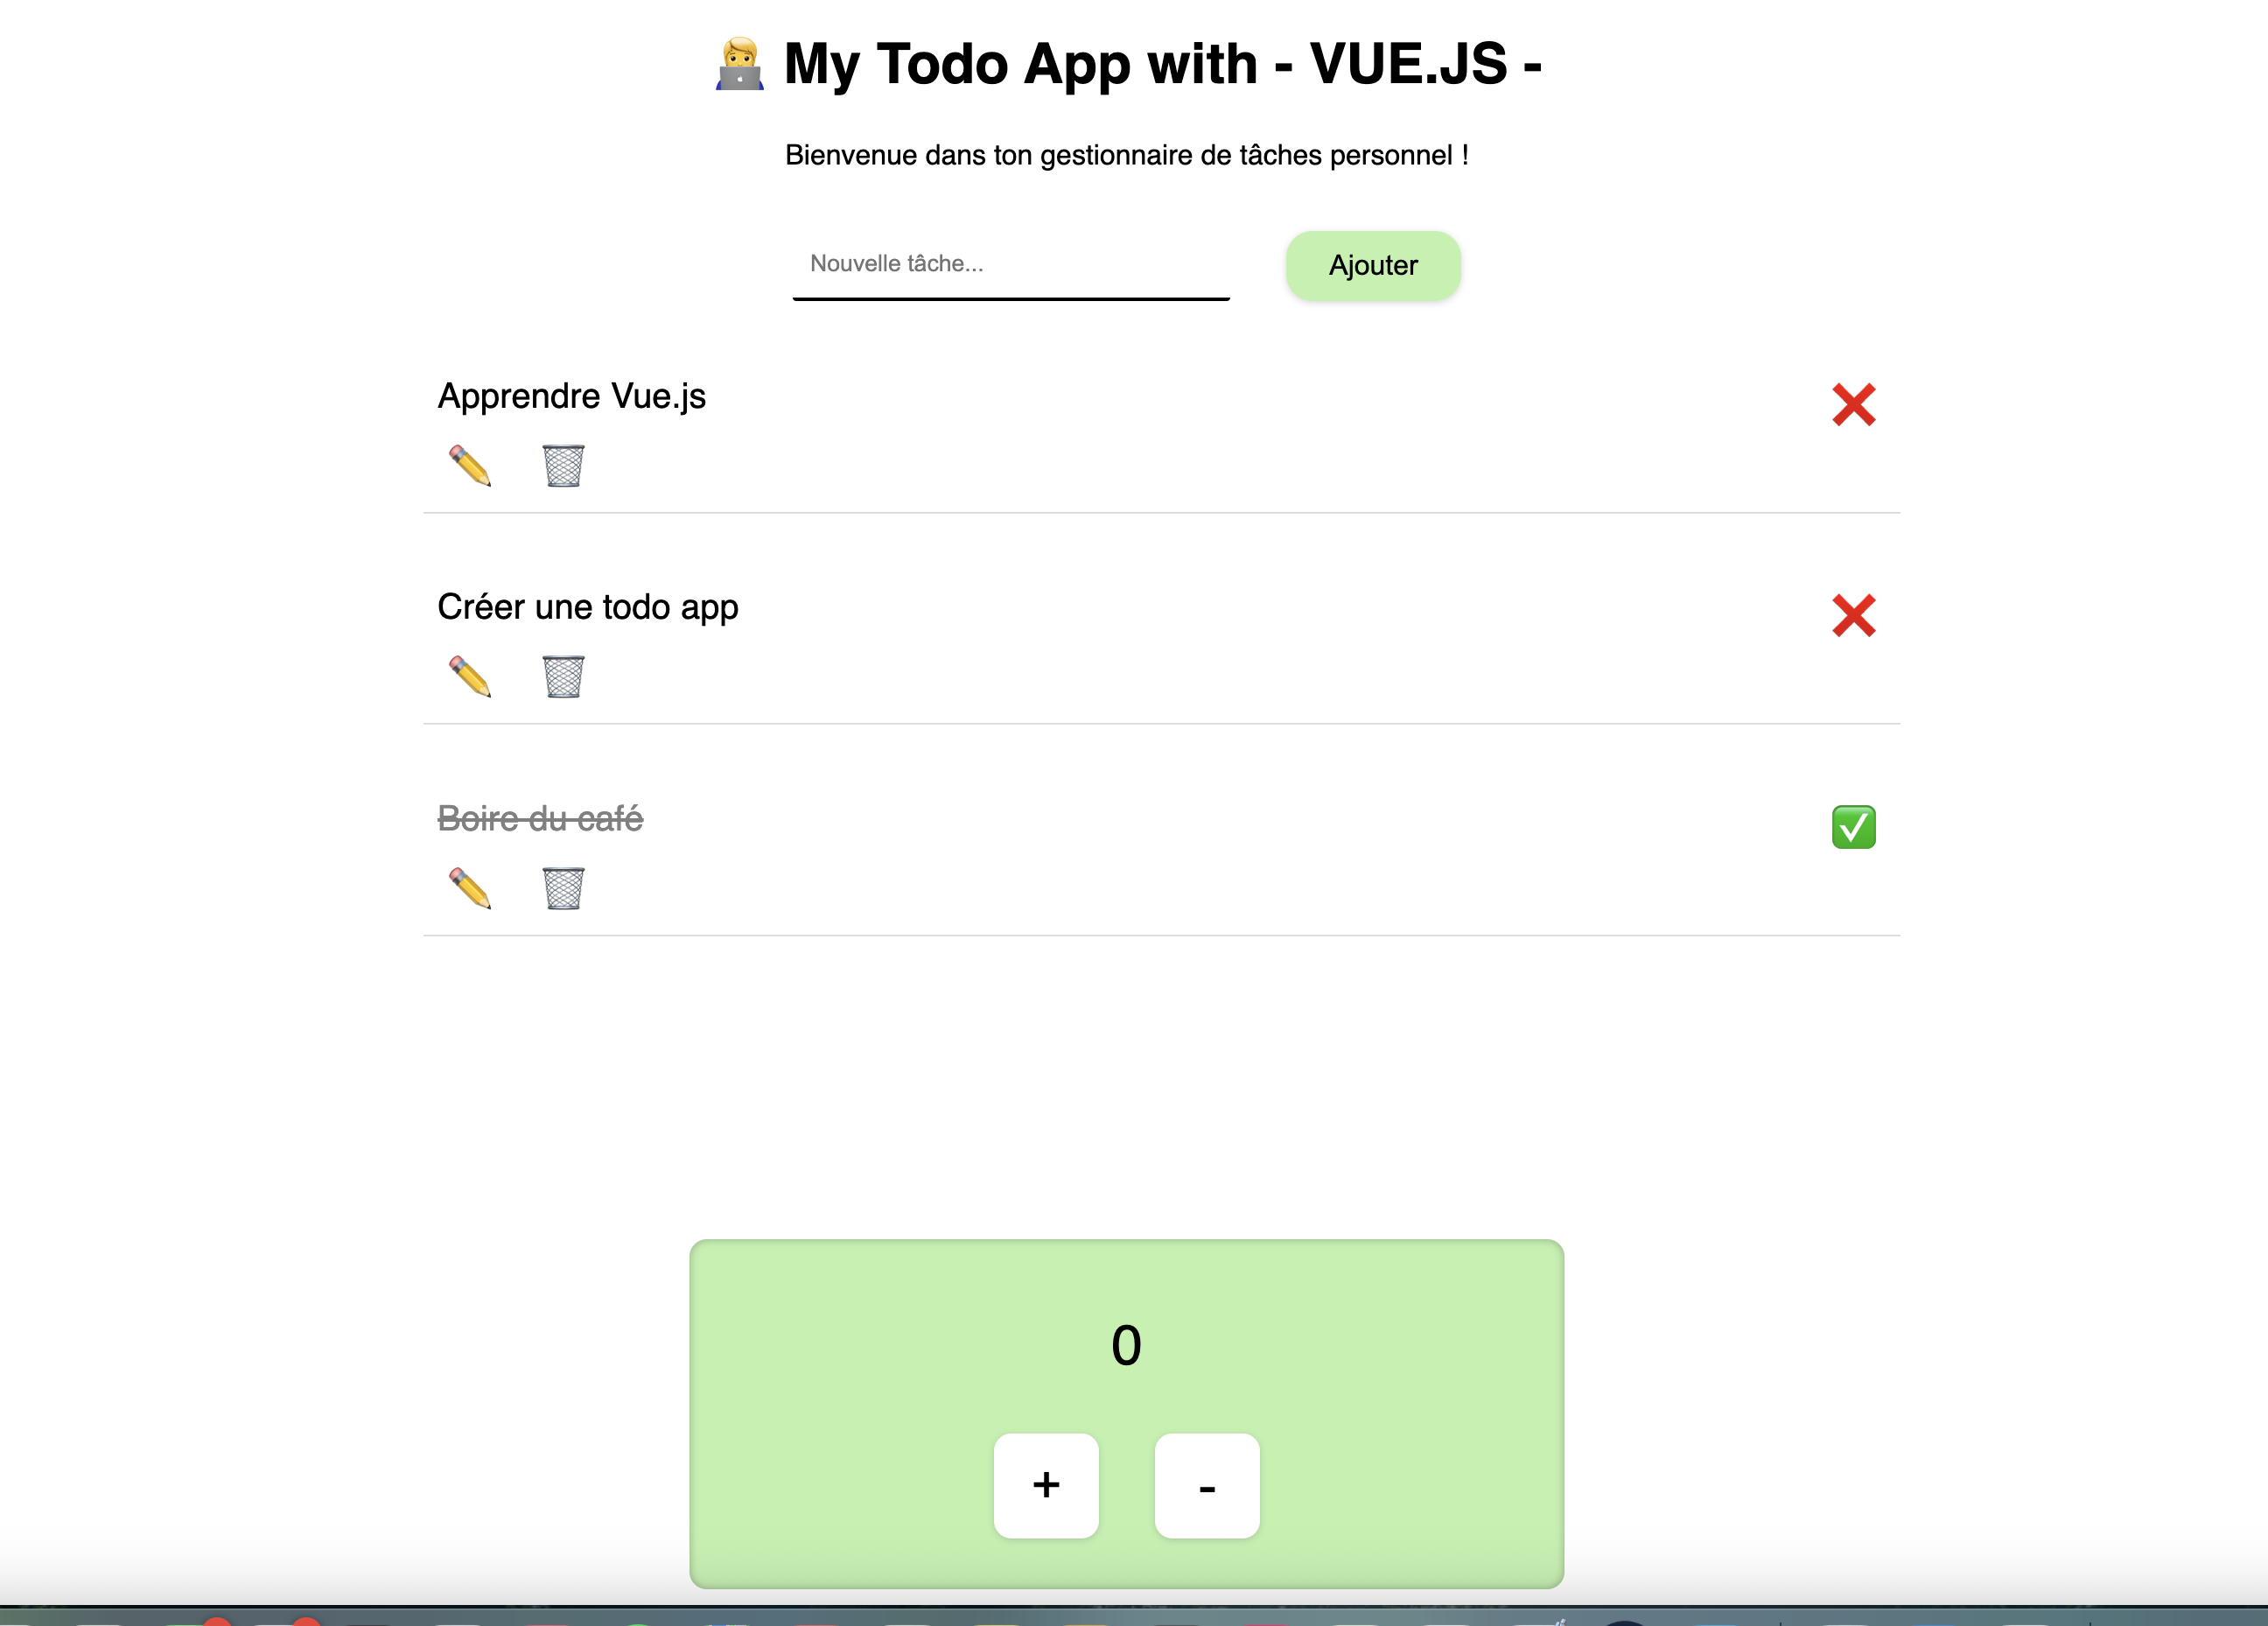 My Todo App with - VUE.JS -
Bienvenue dans ton gestionnaire de tâches personnel !
Nouvelle tâche...
Ajouter
Apprendre Vue.js
Créer une todo app
Boire du café
0
+
-